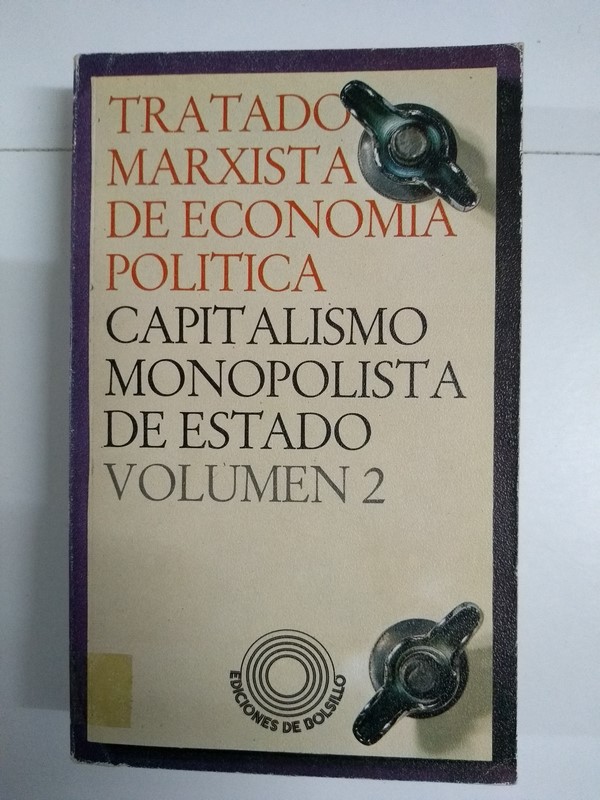 TRATADO
MARXISTA
DE ECONOMIA
POLITICA
CAPITALISMO
MONOPOLISTA
DE ESTADO
VOLUMEN 2
EDICIONES DE BOLSILLO